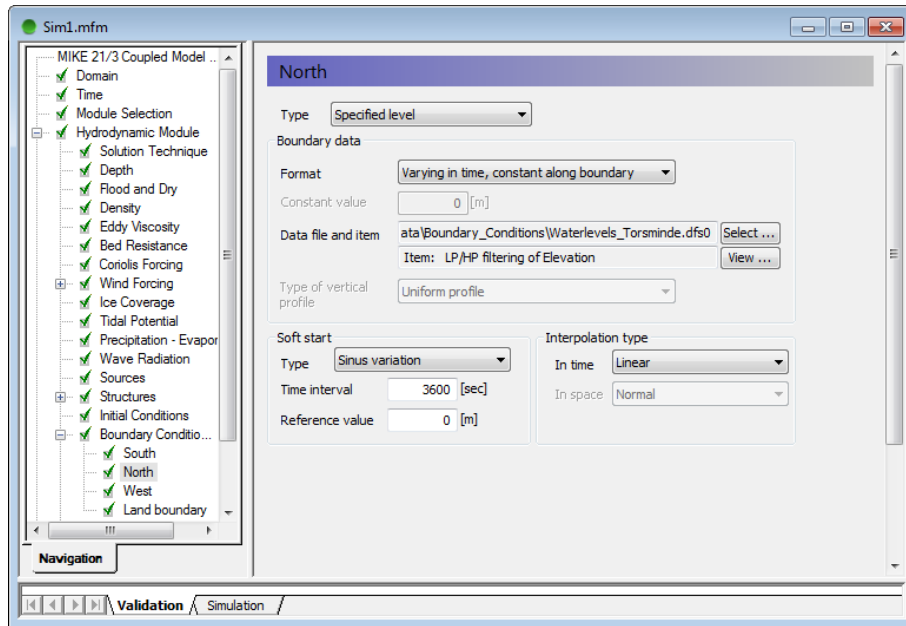 Sim1.mfm
MIKE 21/3 Coupled Model ..
Domain
Time
Module Selection
Hydrodynamic Module
Solution Technique
Depth
Flood and Dry
Density
Eddy Viscosity
Bed Resistance
Coriolis Forcing
Wind Forcing
Ice Coverage
Tidal Potential
Precipitation - Evapor
Wave Radiation
Sources
Structures
Initial Conditions
Boundary Conditio...
South
North
West
Land boundary
Navigation
North
Type Specified level
Boundary data
Format Varying in time, constant along boundary
Constant value 0 [m]
Data file and item ata\Boundary_Conditions\Waterlevels_Torsminde.dfs0 Select ...
Item: LP/HP filtering of Elevation View ...
Type of vertical
profile
Uniform profile
Soft start
Type Sinus variation
Time interval 3600 [sec]
Reference value 0 [m]
Interpolation type
In time Linear
In space Normal
Validation Simulation